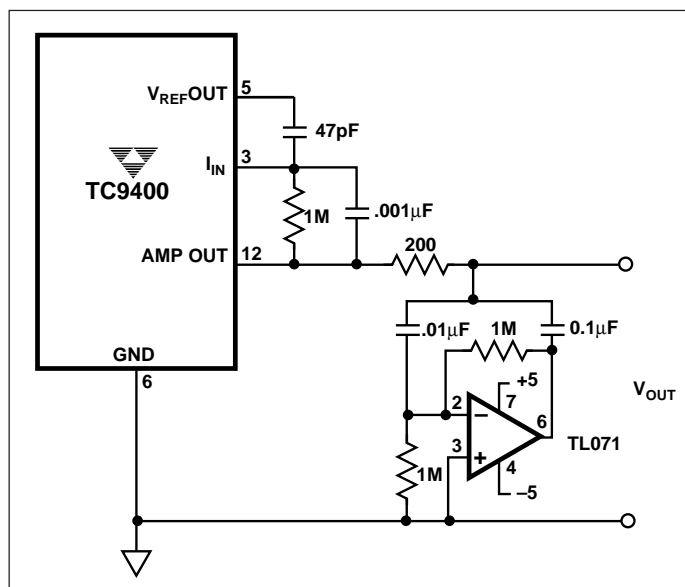 V_REF OUT
5
47pF
I_IN
3
TC9400
1M
.001µF
AMP OUT
12
200
.01µF
1M
0.1µF
GND
6
+5
V_OUT
2
7
−
6
3
+
TL071
1M
4
−5